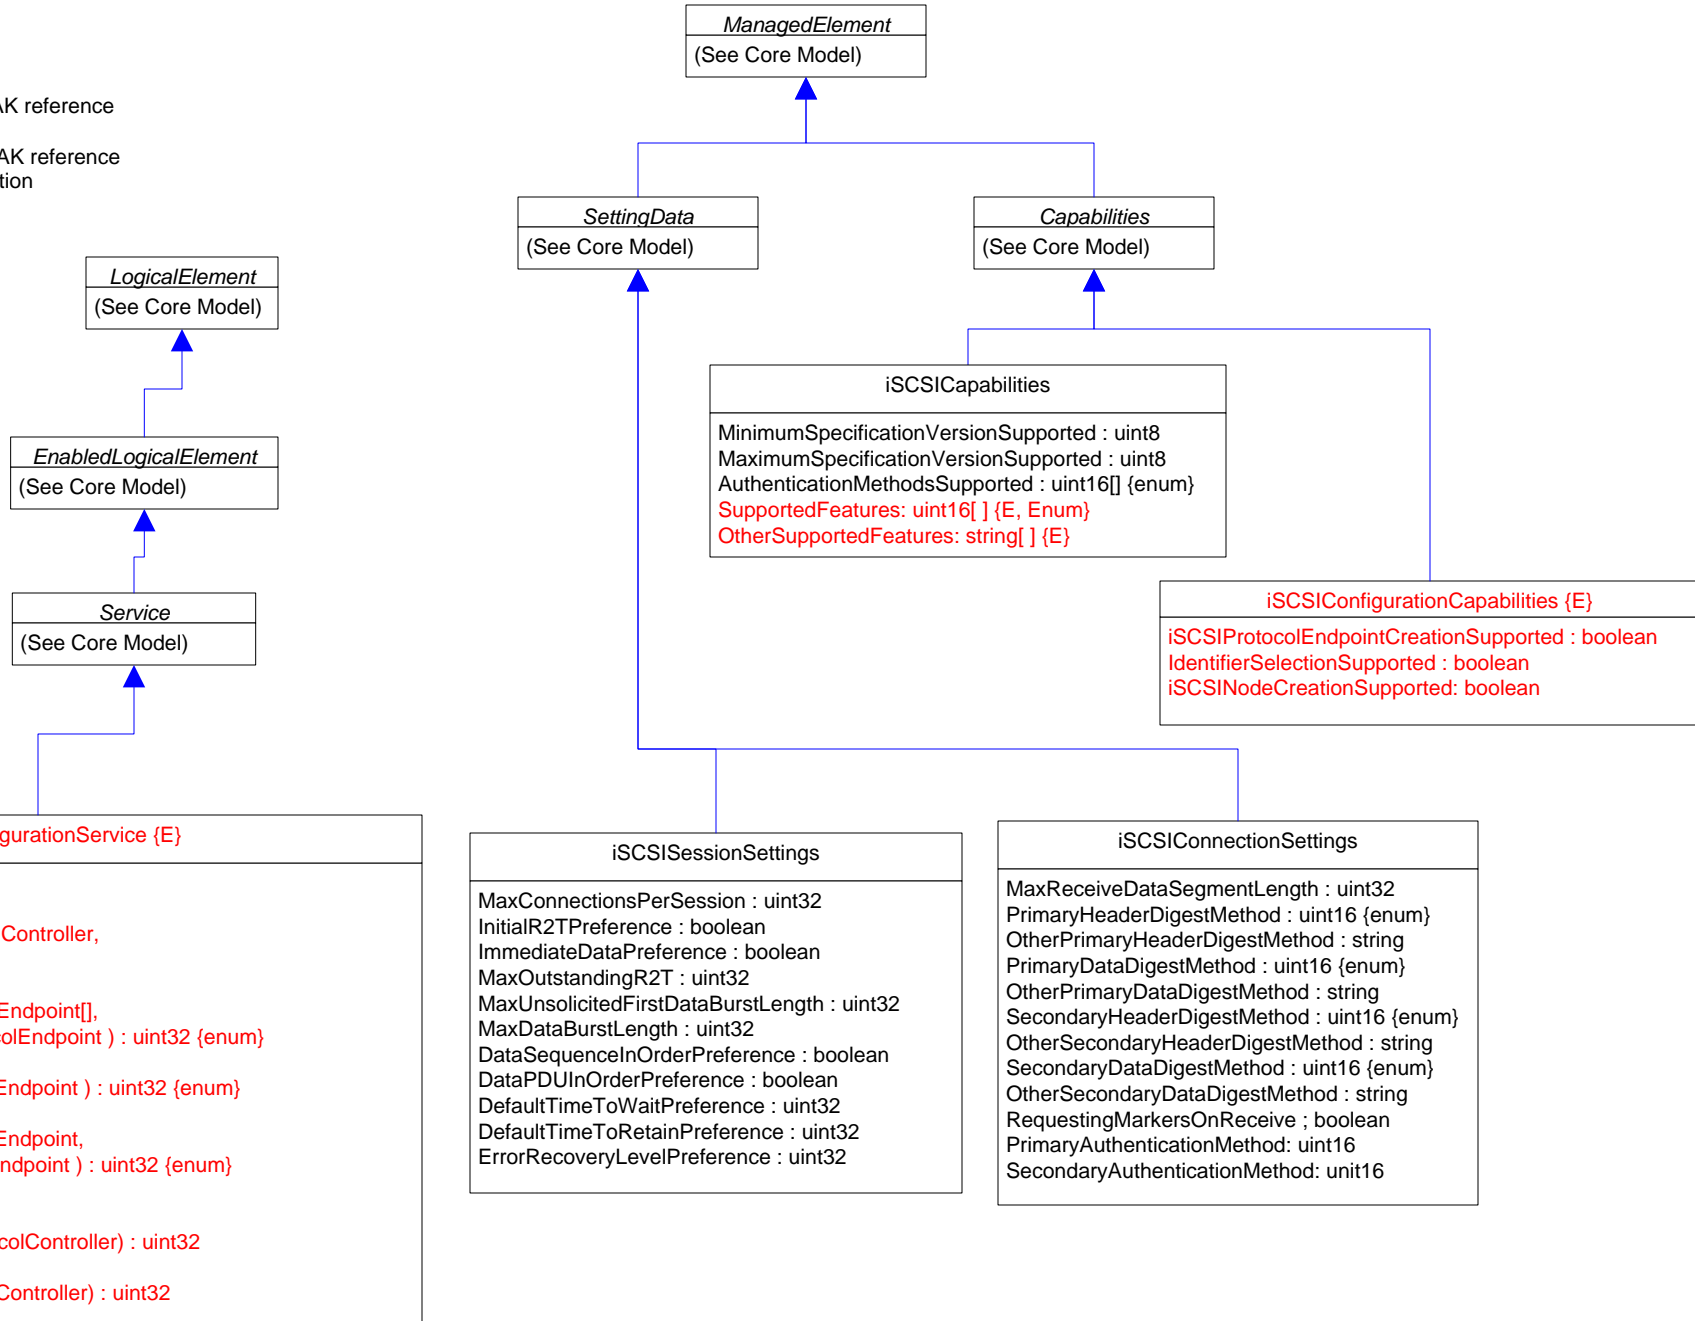 ManagedElement
(See Core Model)
AK reference
AK reference
tion
SettingData
(See Core Model)
Capabilities
(See Core Model)
LogicalElement
(See Core Model)
EnabledLogicalElement
(See Core Model)
Service
(See Core Model)
iSCSICapabilities
MinimumSpecificationVersionSupported : uint8
MaximumSpecificationVersionSupported : uint8
AuthenticationMethodsSupported : uint16[] {enum}
SupportedFeatures: uint16[ ] {E, Enum}
OtherSupportedFeatures: string[ ] {E}
iSCSIConfigurationCapabilities {E}
iSCSIProtocolEndpointCreationSupported : boolean
IdentifierSelectionSupported : boolean
iSCSINodeCreationSupported: boolean
gurationService {E}
Controller,
Endpoint[],
colEndpoint ) : uint32 {enum}
Endpoint ) : uint32 {enum}
Endpoint,
ndpoint ) : uint32 {enum}
colController) : uint32
Controller) : uint32
iSCSISessionSettings
MaxConnectionsPerSession : uint32
InitialR2TPreference : boolean
ImmediateDataPreference : boolean
MaxOutstandingR2T : uint32
MaxUnsolicitedFirstDataBurstLength : uint32
MaxDataBurstLength : uint32
DataSequenceInOrderPreference : boolean
DataPDUInOrderPreference : boolean
DefaultTimeToWaitPreference : uint32
DefaultTimeToRetainPreference : uint32
ErrorRecoveryLevelPreference : uint32
iSCSIConnectionSettings
MaxReceiveDataSegmentLength : uint32
PrimaryHeaderDigestMethod : uint16 {enum}
OtherPrimaryHeaderDigestMethod : string
PrimaryDataDigestMethod : uint16 {enum}
OtherPrimaryDataDigestMethod : string
SecondaryHeaderDigestMethod : uint16 {enum}
OtherSecondaryHeaderDigestMethod : string
SecondaryDataDigestMethod : uint16 {enum}
OtherSecondaryDataDigestMethod : string
RequestingMarkersOnReceive ; boolean
PrimaryAuthenticationMethod: uint16
SecondaryAuthenticationMethod: unit16